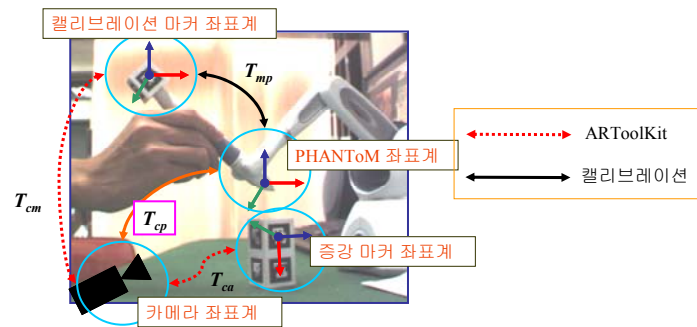 캘리브레이션 마커 좌표계
Tmp
ARToolKit
PHANToM 좌표계
캘리브레이션
Tcm
Tcp
증강 마커 좌표계
Tca
카메라 좌표계